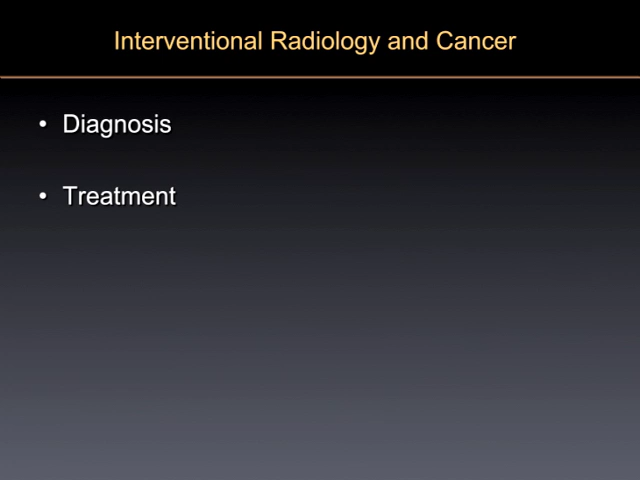 Interventional Radiology and Cancer
• Diagnosis
• Treatment